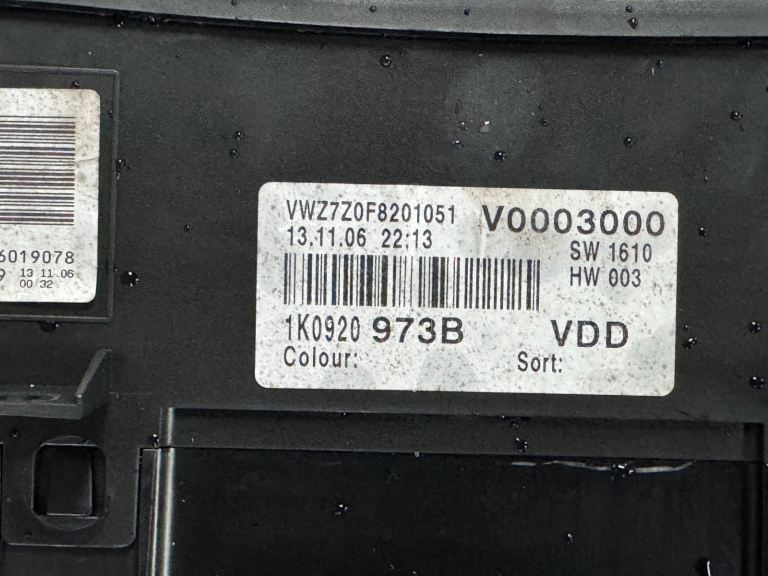 6019078
9 13 11 06
00 32
VWZ7Z0F8201051 V0003000
13.11.06 22:13 SW 1610
HW 003
1K0920 973B VDD
Colour: Sort: